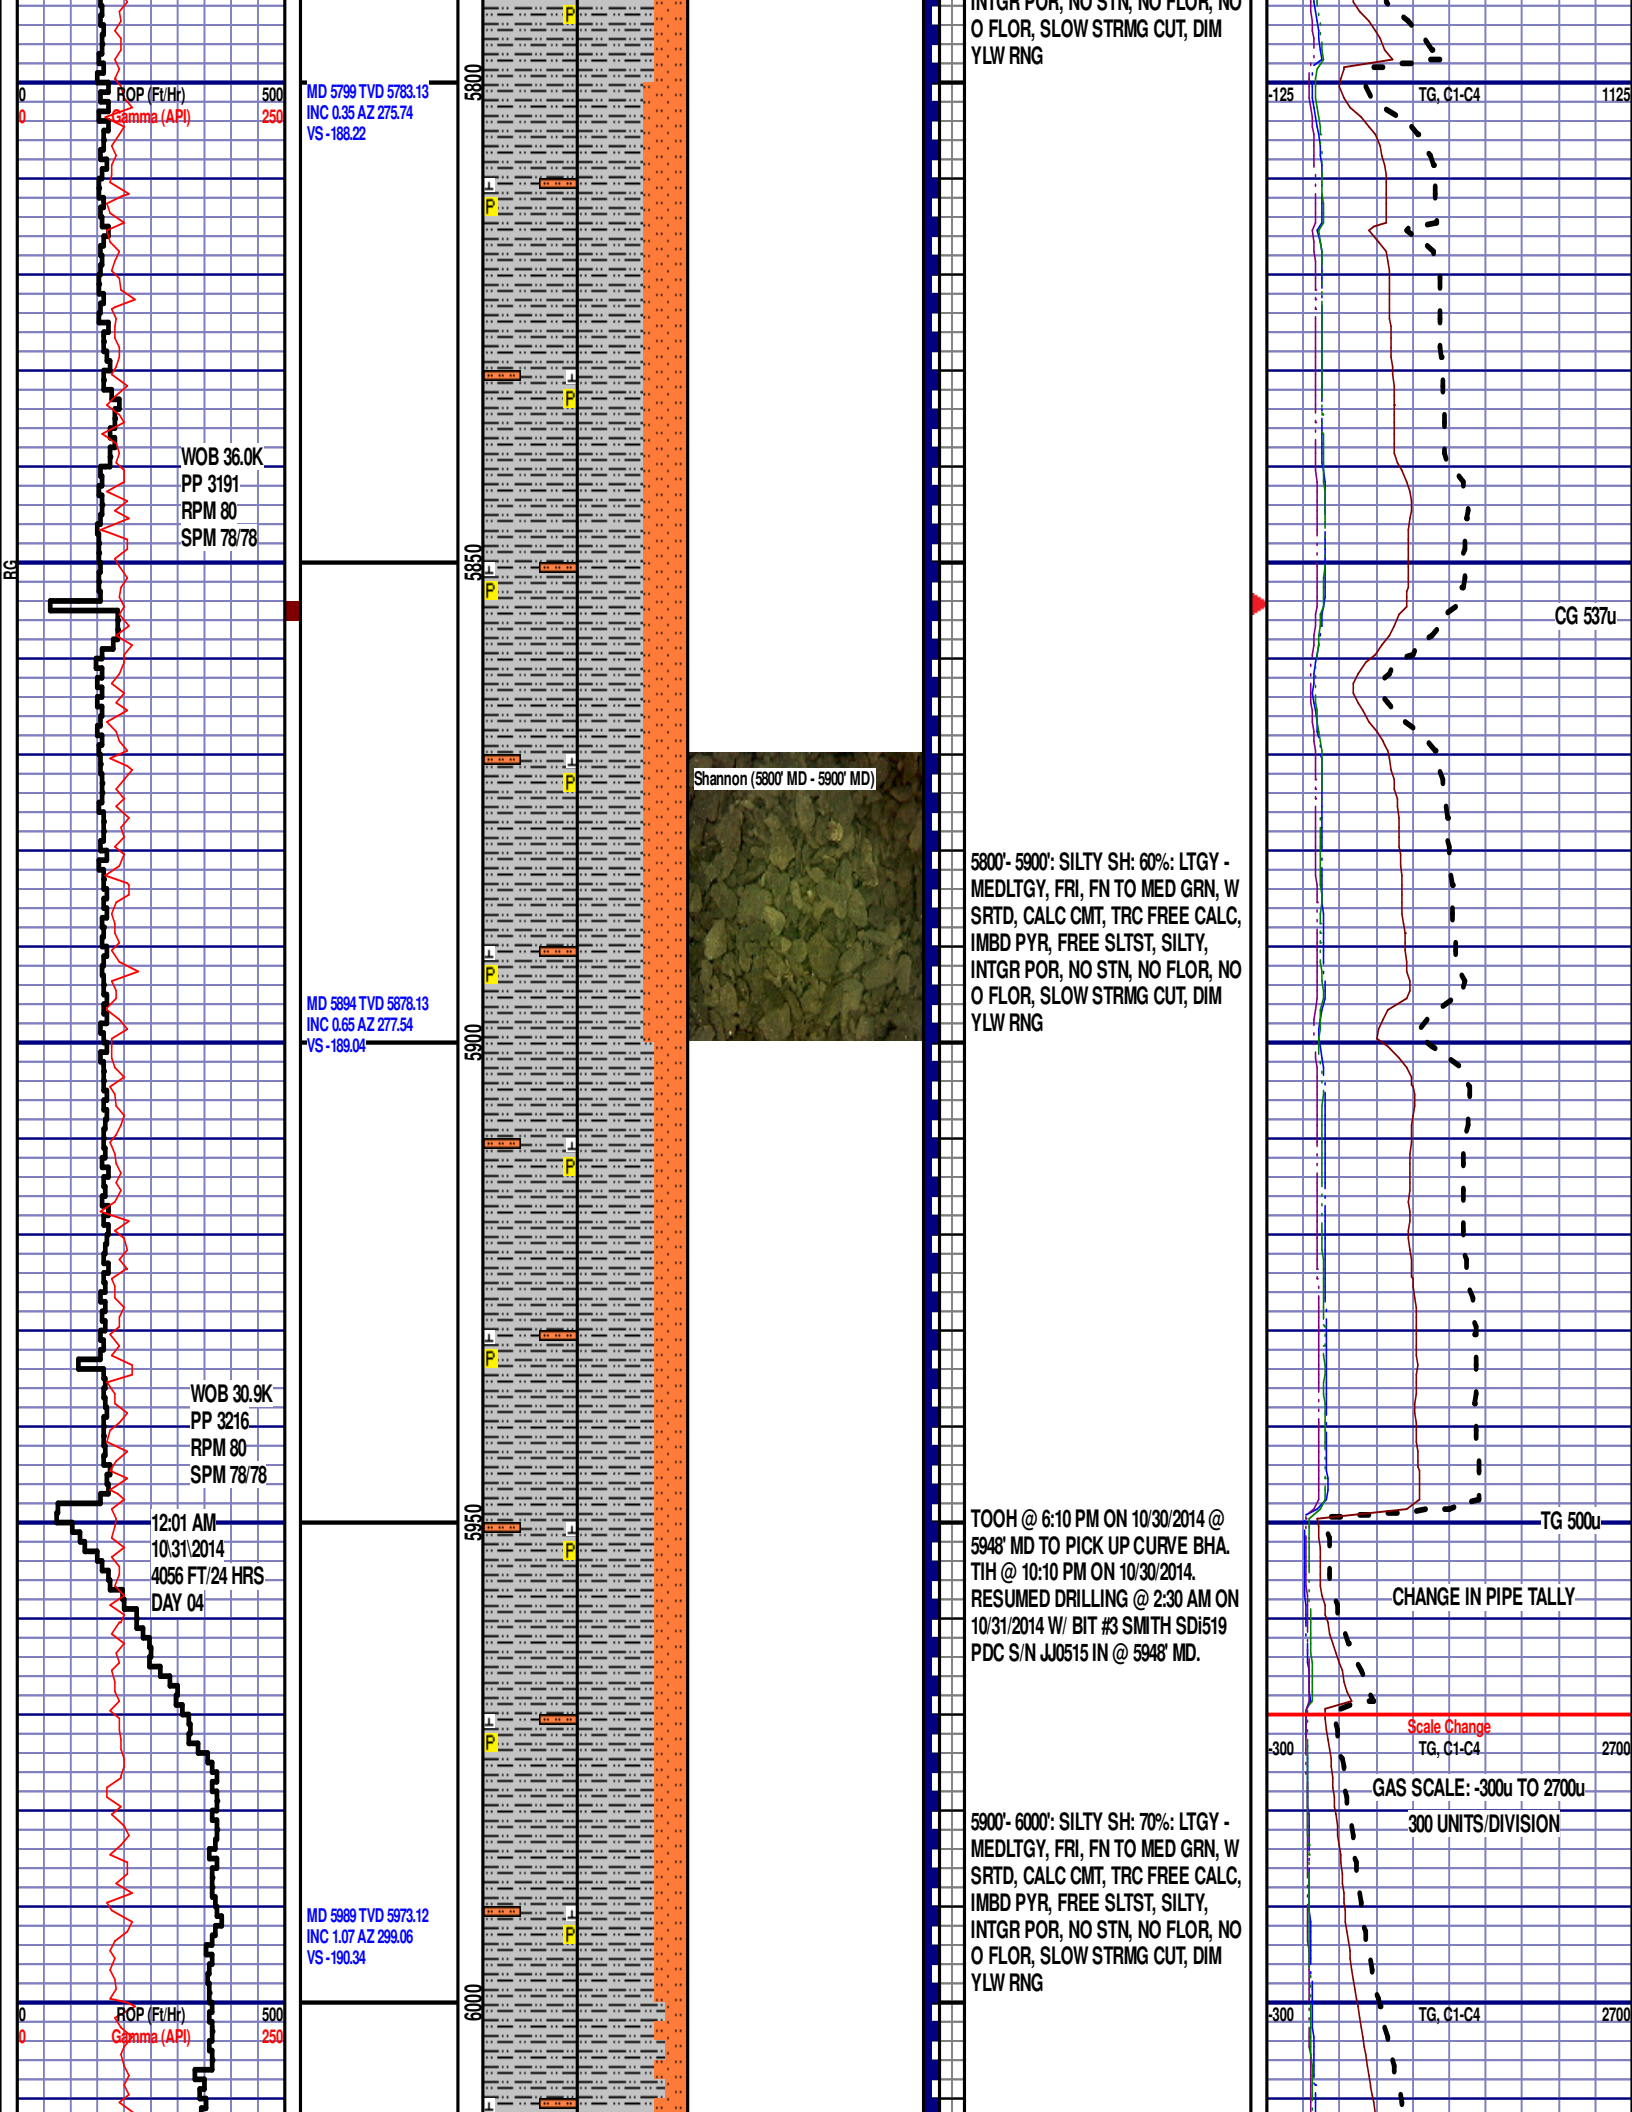 INTGR POR, NO STN, NO FLOR, NO
O FLOR, SLOW STRMG CUT, DIM
YLW RNG
0 ROP (Ft/Hr) 500
0 Gamma (API) 250
MD 5799 TVD 5783.13
INC 0.35 AZ 275.74
VS -188.22
5800
-125 TG, C1-C4 1125
P
P
P
WOB 36.0K
PP 3191
RPM 80
SPM 78/78
RG
5850
P
CG 537u
P
Shannon (5800' MD - 5900' MD)
5800'- 5900': SILTY SH: 60%: LTGY -
MEDLTGY, FRI, FN TO MED GRN, W
SRTD, CALC CMT, TRC FREE CALC,
IMBD PYR, FREE SLTST, SILTY,
INTGR POR, NO STN, NO FLOR, NO
O FLOR, SLOW STRMG CUT, DIM
YLW RNG
P
MD 5894 TVD 5878.13
INC 0.65 AZ 277.54
VS -189.04
5900
P
P
WOB 30.9K
PP 3216
RPM 80
SPM 78/78
12:01 AM
10\31\2014
4056 FT/24 HRS
DAY 04
5950
P
TOOH @ 6:10 PM ON 10/30/2014 @
5948' MD TO PICK UP CURVE BHA.
TIH @ 10:10 PM ON 10/30/2014.
RESUMED DRILLING @ 2:30 AM ON
10/31/2014 W/ BIT #3 SMITH SDi519
PDC S/N JJ0515 IN @ 5948' MD.
TG 500u
CHANGE IN PIPE TALLY
Scale Change
-300 TG, C1-C4 2700
GAS SCALE: -300u TO 2700u
300 UNITS/DIVISION
P
5900'- 6000': SILTY SH: 70%: LTGY -
MEDLTGY, FRI, FN TO MED GRN, W
SRTD, CALC CMT, TRC FREE CALC,
IMBD PYR, FREE SLTST, SILTY,
INTGR POR, NO STN, NO FLOR, NO
O FLOR, SLOW STRMG CUT, DIM
YLW RNG
MD 5989 TVD 5973.12
INC 1.07 AZ 299.06
VS -190.34
P
6000
0 ROP (Ft/Hr) 500
0 Gamma (API) 250
-300 TG, C1-C4 2700